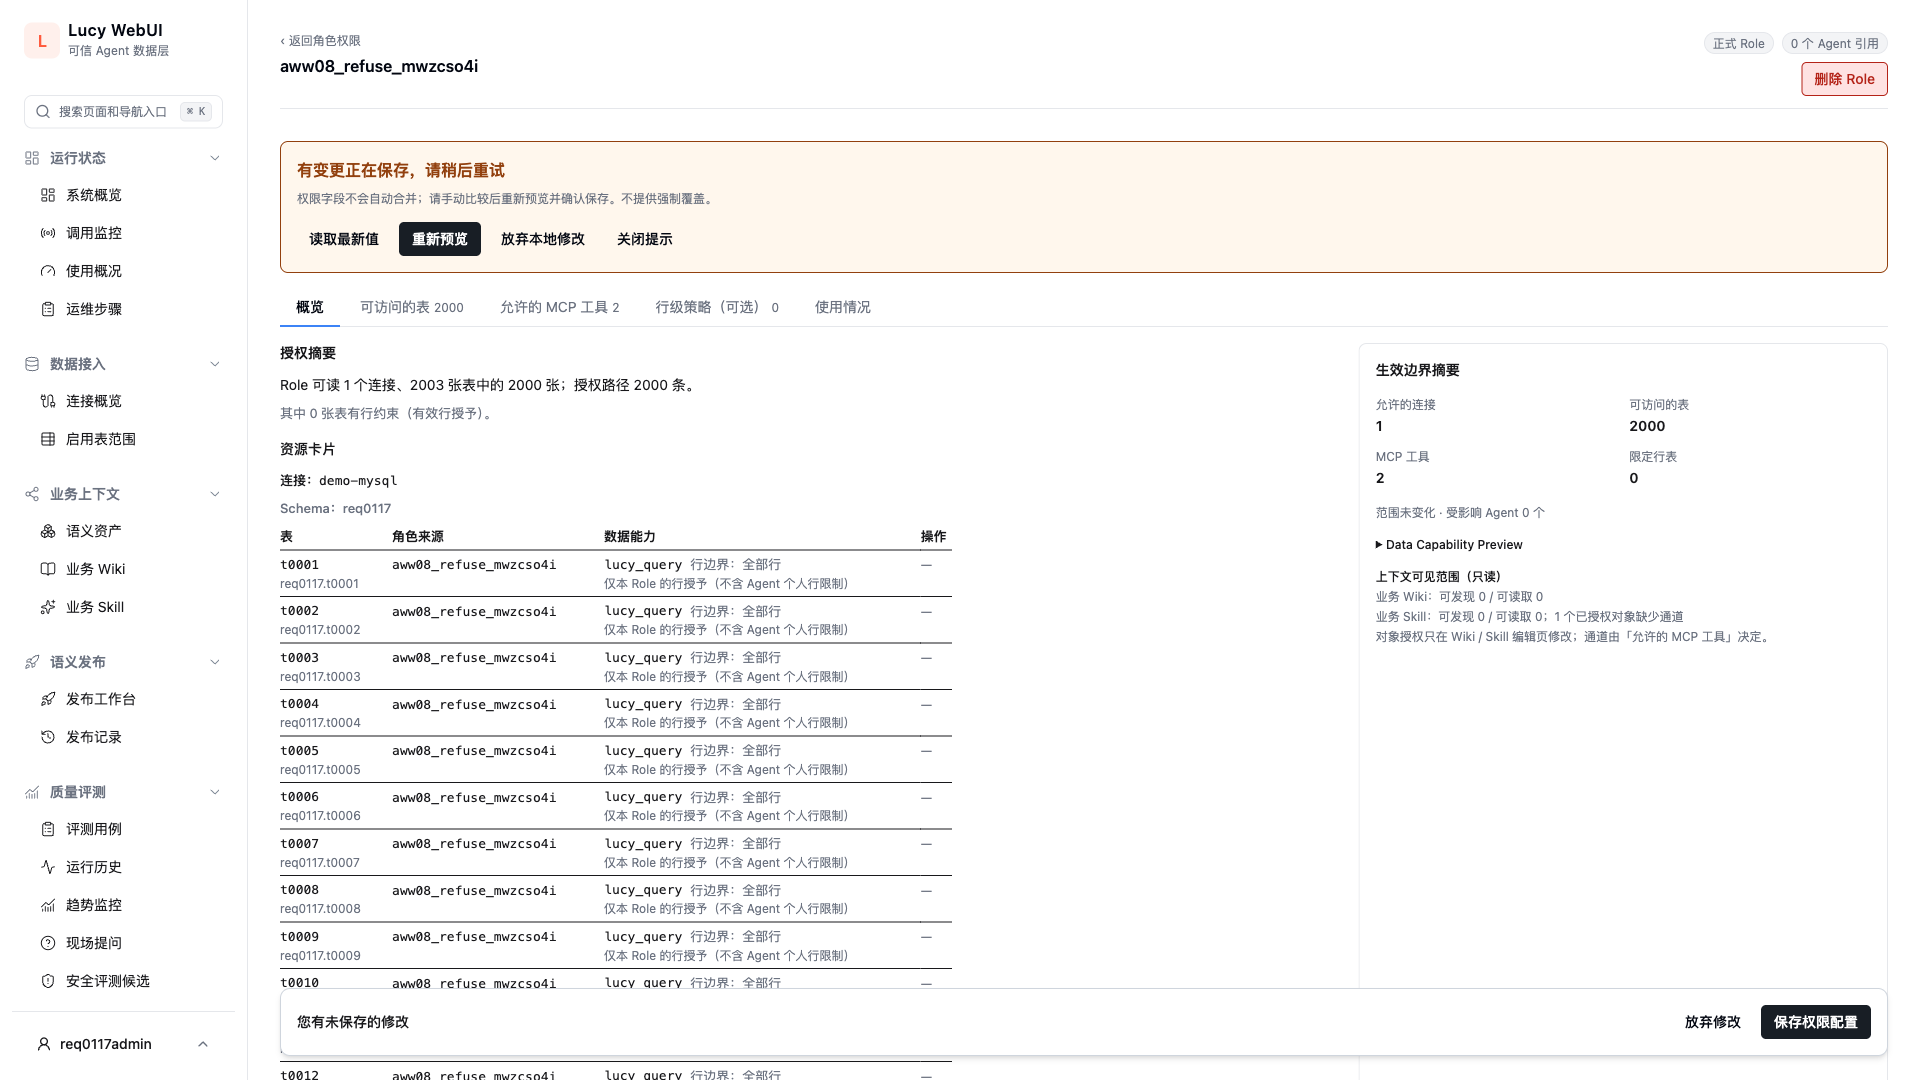 L
Lucy WebUI
可信 Agent 数据层
搜索页面和导航入口 ⌘ K
运行状态
系统概览
调用监控
使用概况
运维步骤
数据接入
连接概览
启用表范围
业务上下文
语义资产
业务 Wiki
业务 Skill
语义发布
发布工作台
发布记录
质量评测
评测用例
运行历史
趋势监控
现场提问
安全评测候选
req0117admin
‹ 返回角色权限
aww08_refuse_mwzcso4i
正式 Role 0 个 Agent 引用
删除 Role
有变更正在保存，请稍后重试
权限字段不会自动合并；请手动比较后重新预览并确认保存。不提供强制覆盖。
读取最新值 重新预览 放弃本地修改 关闭提示
概览 可访问的表 2000 允许的 MCP 工具 2 行级策略（可选） 0 使用情况
授权摘要
Role 可读 1 个连接、2003 张表中的 2000 张；授权路径 2000 条。
其中 0 张表有行约束（有效行授予）。
资源卡片
连接：demo-mysql
Schema：req0117
表 角色来源 数据能力 操作
t0001 aww08_refuse_mwzcso4i lucy_query 行边界：全部行 —
req0117.t0001 仅本 Role 的行授予（不含 Agent 个人行限制）
t0002 aww08_refuse_mwzcso4i lucy_query 行边界：全部行 —
req0117.t0002 仅本 Role 的行授予（不含 Agent 个人行限制）
t0003 aww08_refuse_mwzcso4i lucy_query 行边界：全部行 —
req0117.t0003 仅本 Role 的行授予（不含 Agent 个人行限制）
t0004 aww08_refuse_mwzcso4i lucy_query 行边界：全部行 —
req0117.t0004 仅本 Role 的行授予（不含 Agent 个人行限制）
t0005 aww08_refuse_mwzcso4i lucy_query 行边界：全部行 —
req0117.t0005 仅本 Role 的行授予（不含 Agent 个人行限制）
t0006 aww08_refuse_mwzcso4i lucy_query 行边界：全部行 —
req0117.t0006 仅本 Role 的行授予（不含 Agent 个人行限制）
t0007 aww08_refuse_mwzcso4i lucy_query 行边界：全部行 —
req0117.t0007 仅本 Role 的行授予（不含 Agent 个人行限制）
t0008 aww08_refuse_mwzcso4i lucy_query 行边界：全部行 —
req0117.t0008 仅本 Role 的行授予（不含 Agent 个人行限制）
t0009 aww08_refuse_mwzcso4i lucy_query 行边界：全部行 —
req0117.t0009 仅本 Role 的行授予（不含 Agent 个人行限制）
t0010 aww08_refuse_mwzcso4i lucy_query 行边界：全部行 —
t0012 aww08_refuse_mwzcso4i lucy_query 行边界：全部行 —
生效边界摘要
允许的连接 可访问的表
1 2000
MCP 工具 限定行表
2 0
范围未变化 · 受影响 Agent 0 个
▶ Data Capability Preview
上下文可见范围（只读）
业务 Wiki：可发现 0 / 可读取 0
业务 Skill：可发现 0 / 可读取 0；1 个已授权对象缺少通道
对象授权只在 Wiki / Skill 编辑页修改；通道由「允许的 MCP 工具」决定。
您有未保存的修改 放弃修改 保存权限配置